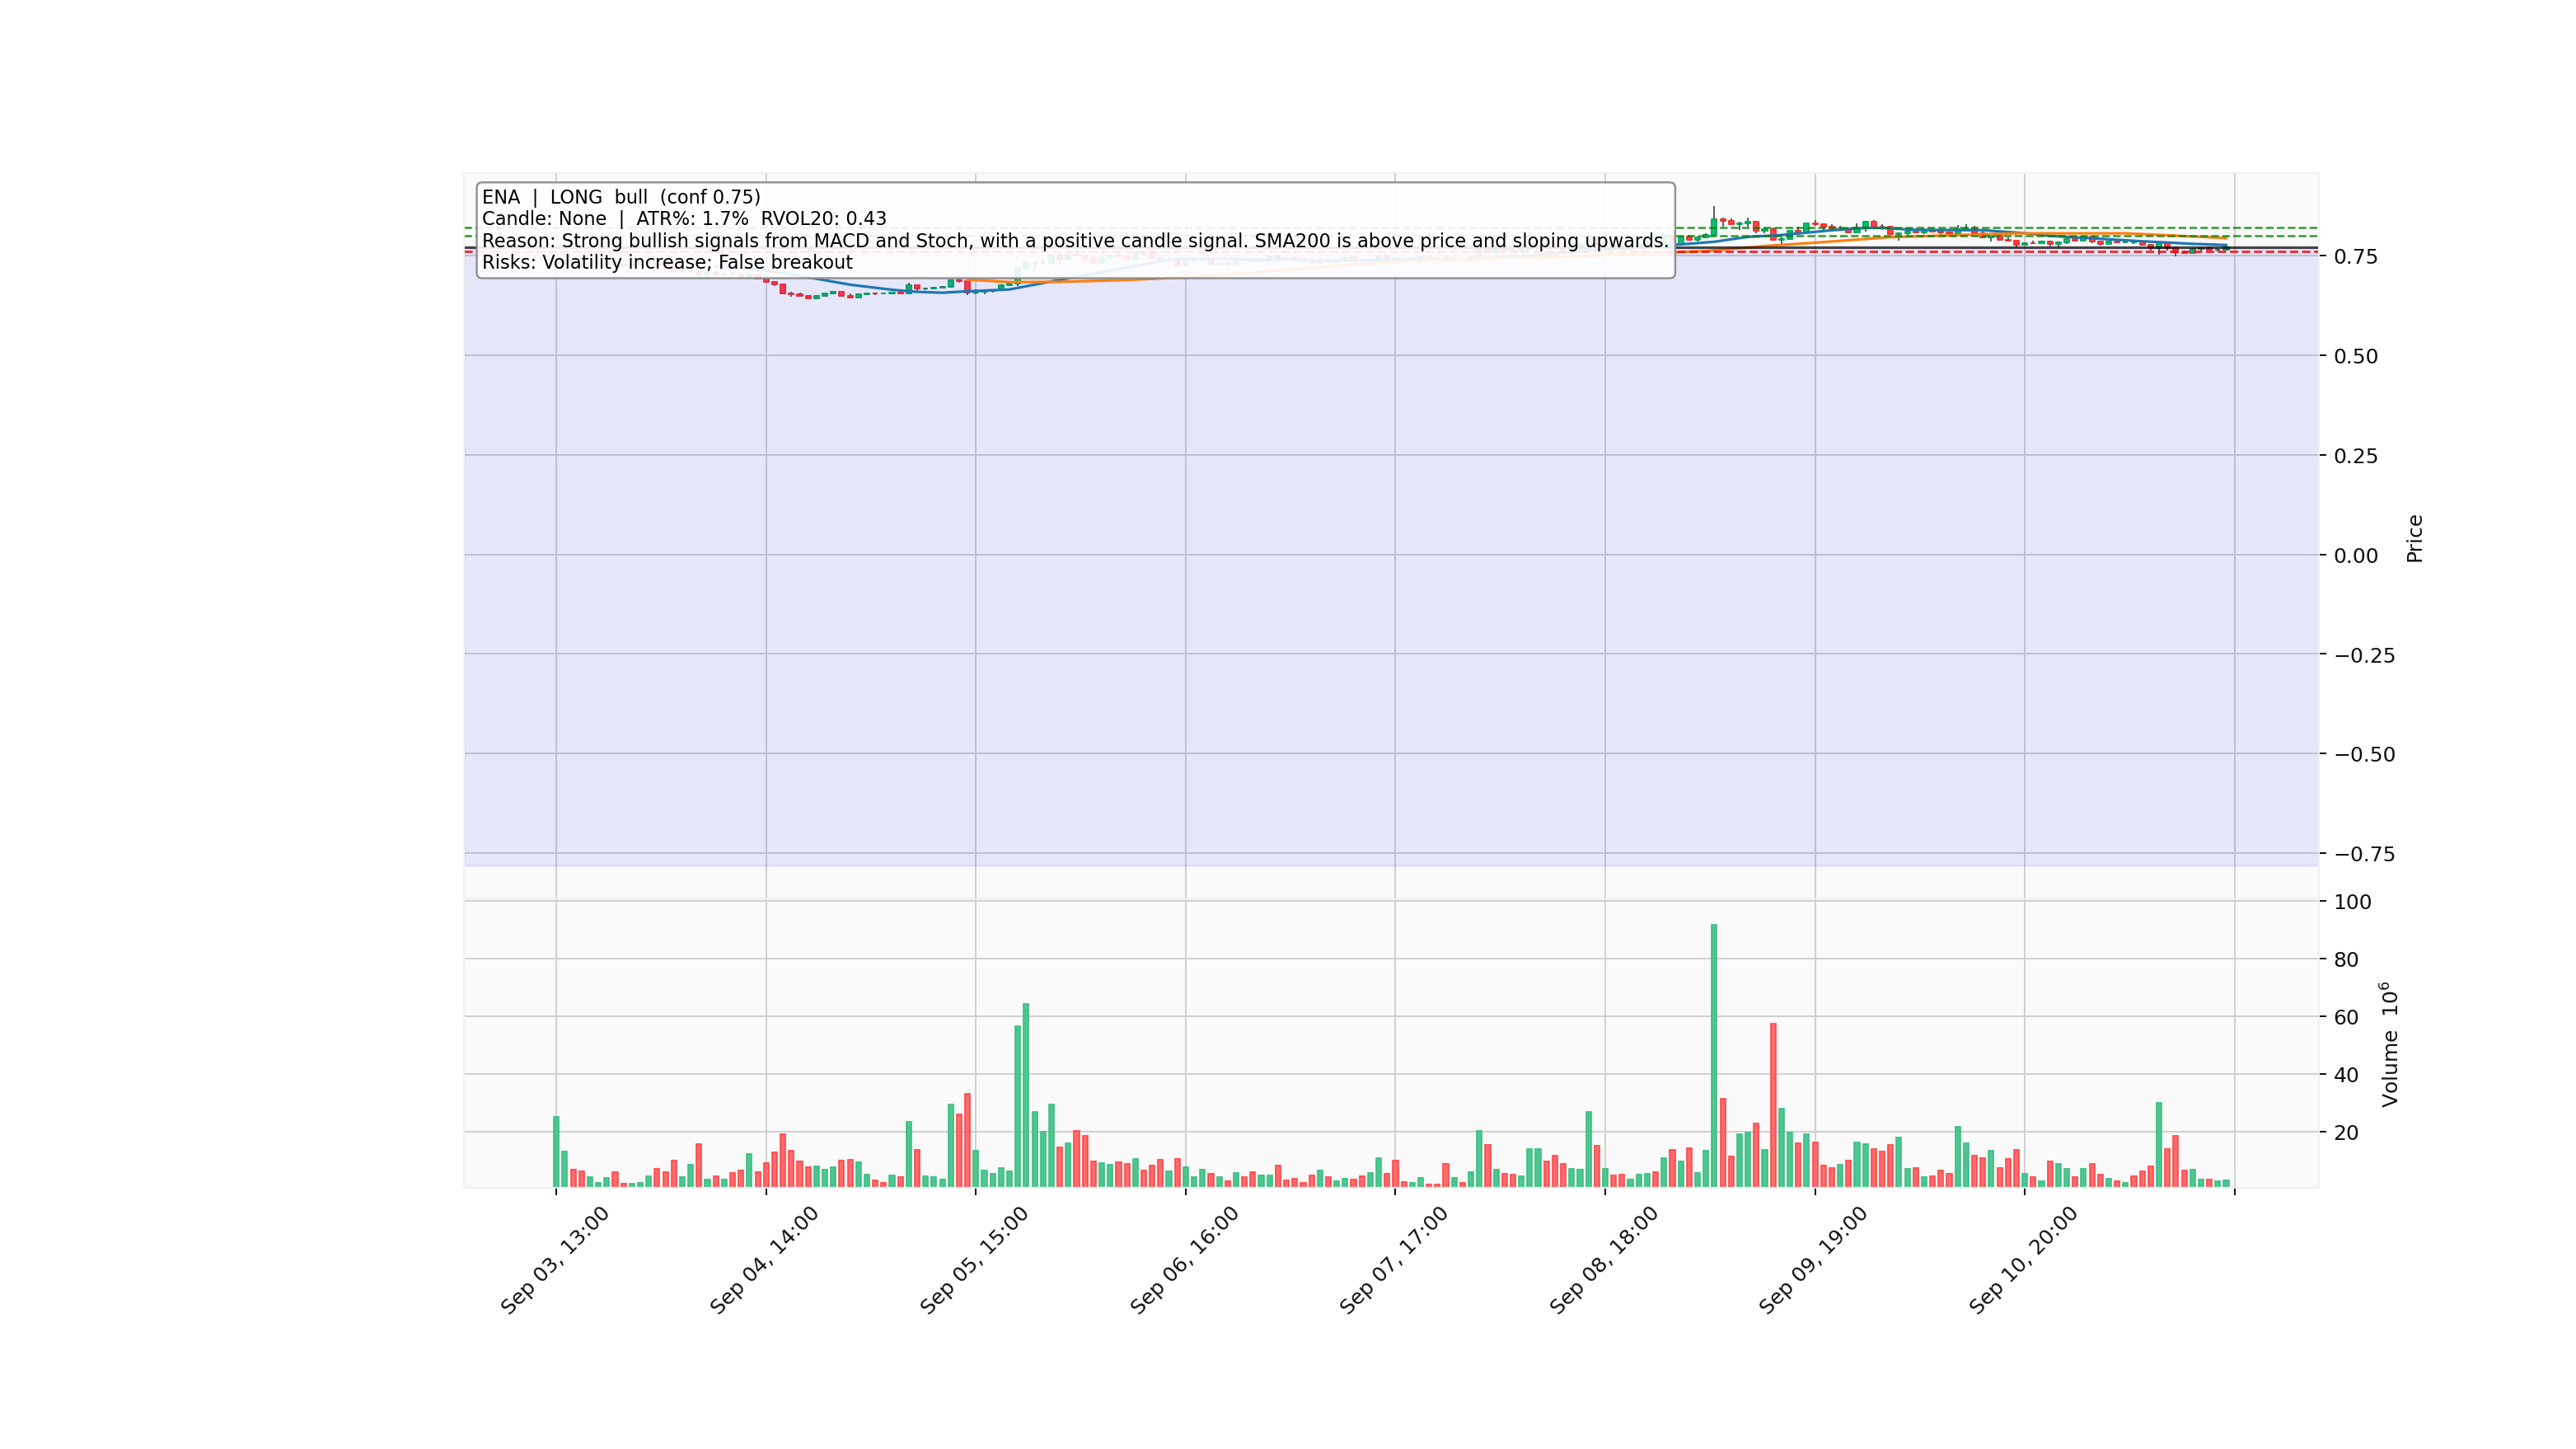 ENA | LONG bull (conf 0.75)
Candle: None | ATR%: 1.7% RVOL20: 0.43
Reason: Strong bullish signals from MACD and Stoch, with a positive candle signal. SMA200 is above price and sloping upwards.
Risks: Volatility increase; False breakout
0.75
0.50
0.25
0.00
−0.25
−0.50
−0.75
Price
100
80
60
40
20
Volume 10⁶
Sep 03, 13:00
Sep 04, 14:00
Sep 05, 15:00
Sep 06, 16:00
Sep 07, 17:00
Sep 08, 18:00
Sep 09, 19:00
Sep 10, 20:00